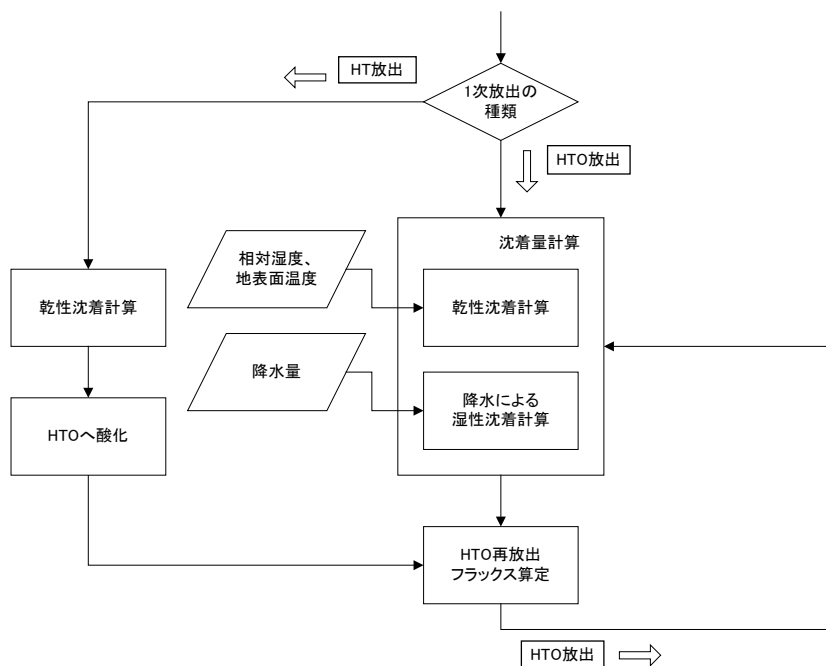 HT放出
1次放出の
種類
HTO放出
沈着量計算
相対湿度、
地表面温度
乾性沈着計算
乾性沈着計算
降水量
降水による
湿性沈着計算
HTOへ酸化
HTO再放出
フラックス算定
HTO放出